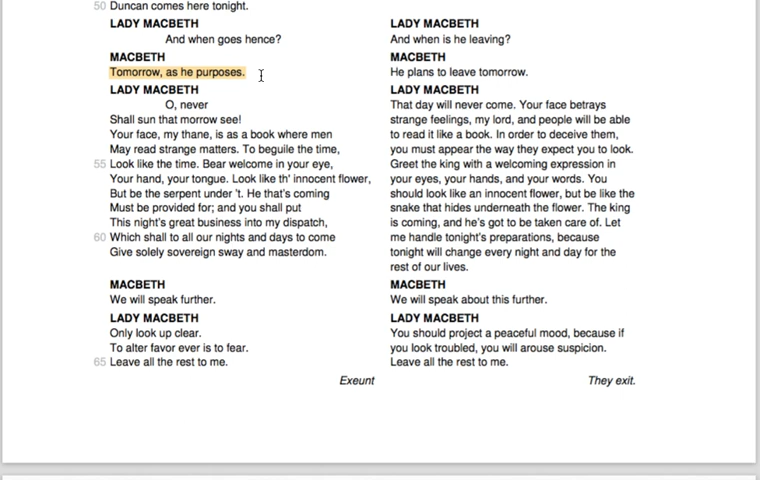 50 Duncan comes here tonight.
LADY MACBETH
And when goes hence?
MACBETH
Tomorrow, as he purposes.
LADY MACBETH
O, never
Shall sun that morrow see!
Your face, my thane, is as a book where men
May read strange matters. To beguile the time,
55 Look like the time. Bear welcome in your eye,
Your hand, your tongue. Look like th' innocent flower,
But be the serpent under 't. He that's coming
Must be provided for; and you shall put
This night's great business into my dispatch,
60 Which shall to all our nights and days to come
Give solely sovereign sway and masterdom.
MACBETH
We will speak further.
LADY MACBETH
Only look up clear.
To alter favor ever is to fear.
65 Leave all the rest to me.
Exeunt
LADY MACBETH
And when is he leaving?
MACBETH
He plans to leave tomorrow.
LADY MACBETH
That day will never come. Your face betrays
strange feelings, my lord, and people will be able
to read it like a book. In order to deceive them,
you must appear the way they expect you to look.
Greet the king with a welcoming expression in
your eyes, your hands, and your words. You
should look like an innocent flower, but be like the
snake that hides underneath the flower. The king
is coming, and he's got to be taken care of. Let
me handle tonight's preparations, because
tonight will change every night and day for the
rest of our lives.
MACBETH
We will speak about this further.
LADY MACBETH
You should project a peaceful mood, because if
you look troubled, you will arouse suspicion.
Leave all the rest to me.
They exit.